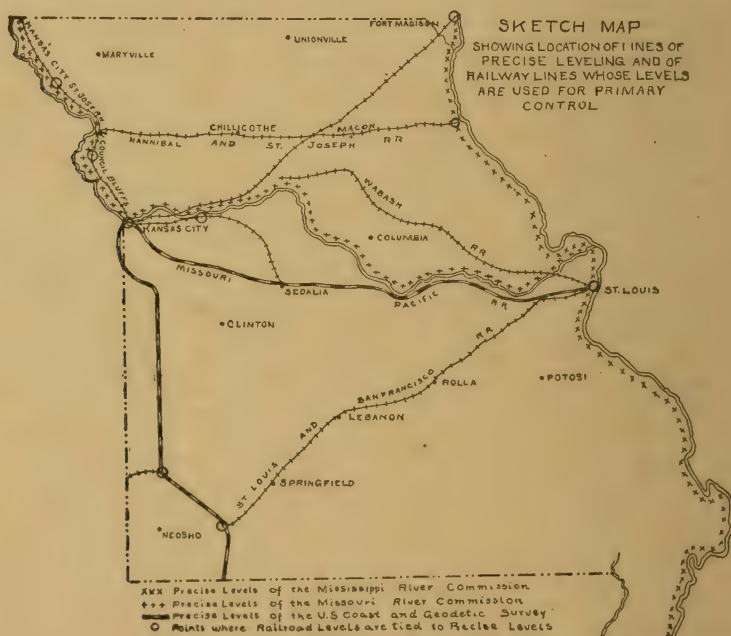 SKETCH MAP
SHOWING LOCATION OF LINES OF
PRECISE LEVELING AND OF
RAILWAY LINES WHOSE LEVELS
ARE USED FOR PRIMARY
CONTROL
FORT MADISON
UNIONVILLE
MARYVILLE
KANSAS CITY ST. JOSEPH
COUNCIL BLUFFS
CHILLICOTHE MACON
HANNIBAL AND ST. JOSEPH RR
WABASH RR
KANSAS CITY
COLUMBIA
MISSOURI PACIFIC RR
SEDALIA
ST. LOUIS
CLINTON
ST. LOUIS AND SANFRANCISCO RR
ROLLA
POTOSI
LEBANON
SPRINGFIELD
NEOSHO
XXX Precise Levels of the Mississippi River Commission
+++ Precise Levels of the Missouri River Commission
Precise Levels of the U.S Coast and Geodetic Survey
O Points where Railroad Levels are tied to Precise Levels